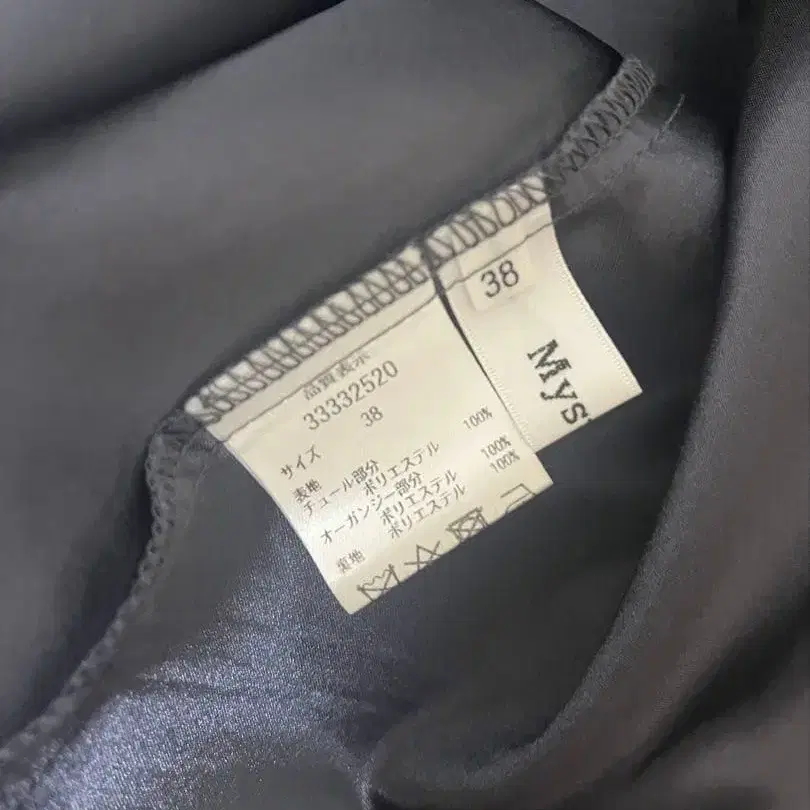 品質表示
33332520
サイズ 38
表地
チュール部分
ポリエステル 100%
オーガンジー部分
ポリエステル 100%
裏地 ポリエステル 100%
38
Mys